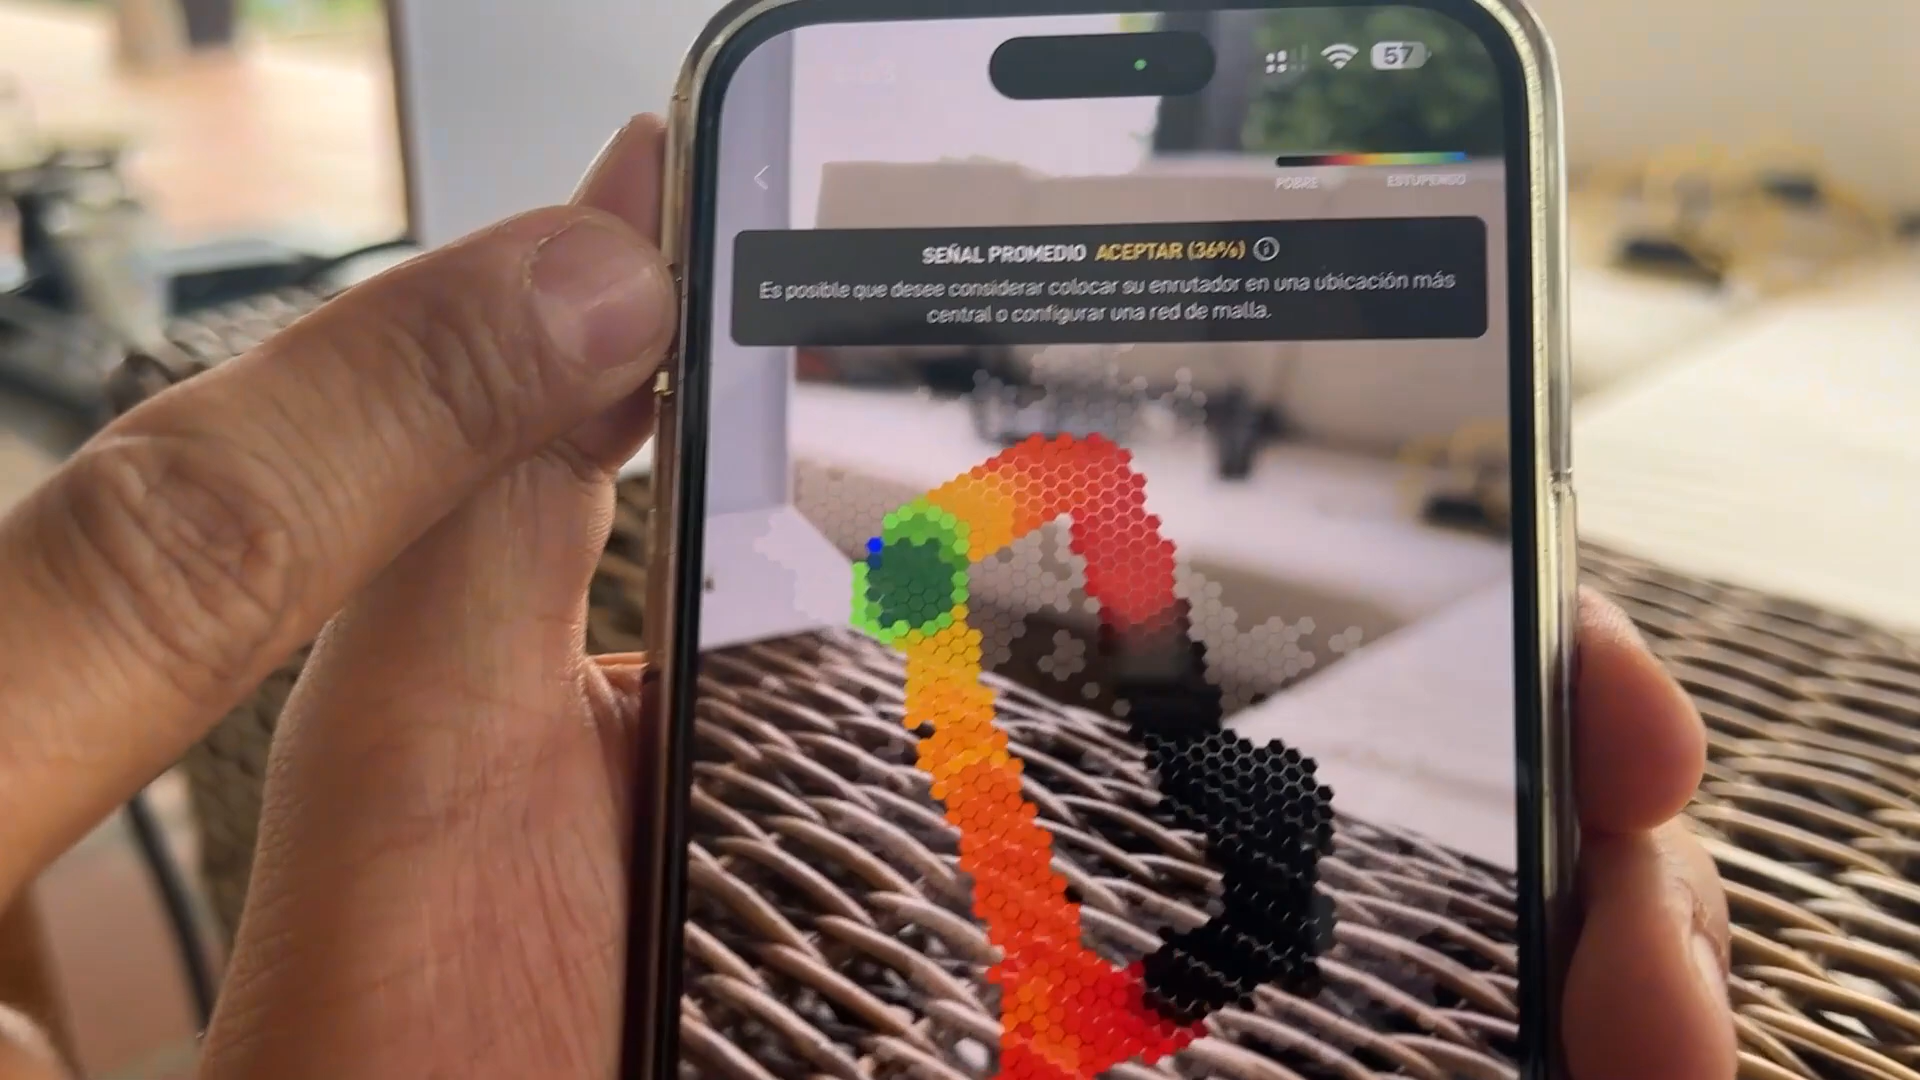 57
POBRE ESTUPENDO
SEÑAL PROMEDIO ACEPTAR (36%)
Es posible que desee considerar colocar su enrutador en una ubicación más
central o configurar una red de malla.